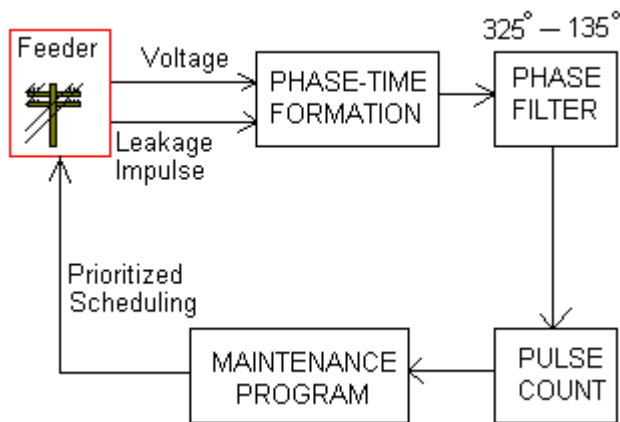 325° – 135°
Feeder
Voltage
Leakage
Impulse
PHASE-TIME
FORMATION
PHASE
FILTER
Prioritized
Scheduling
MAINTENANCE
PROGRAM
PULSE
COUNT